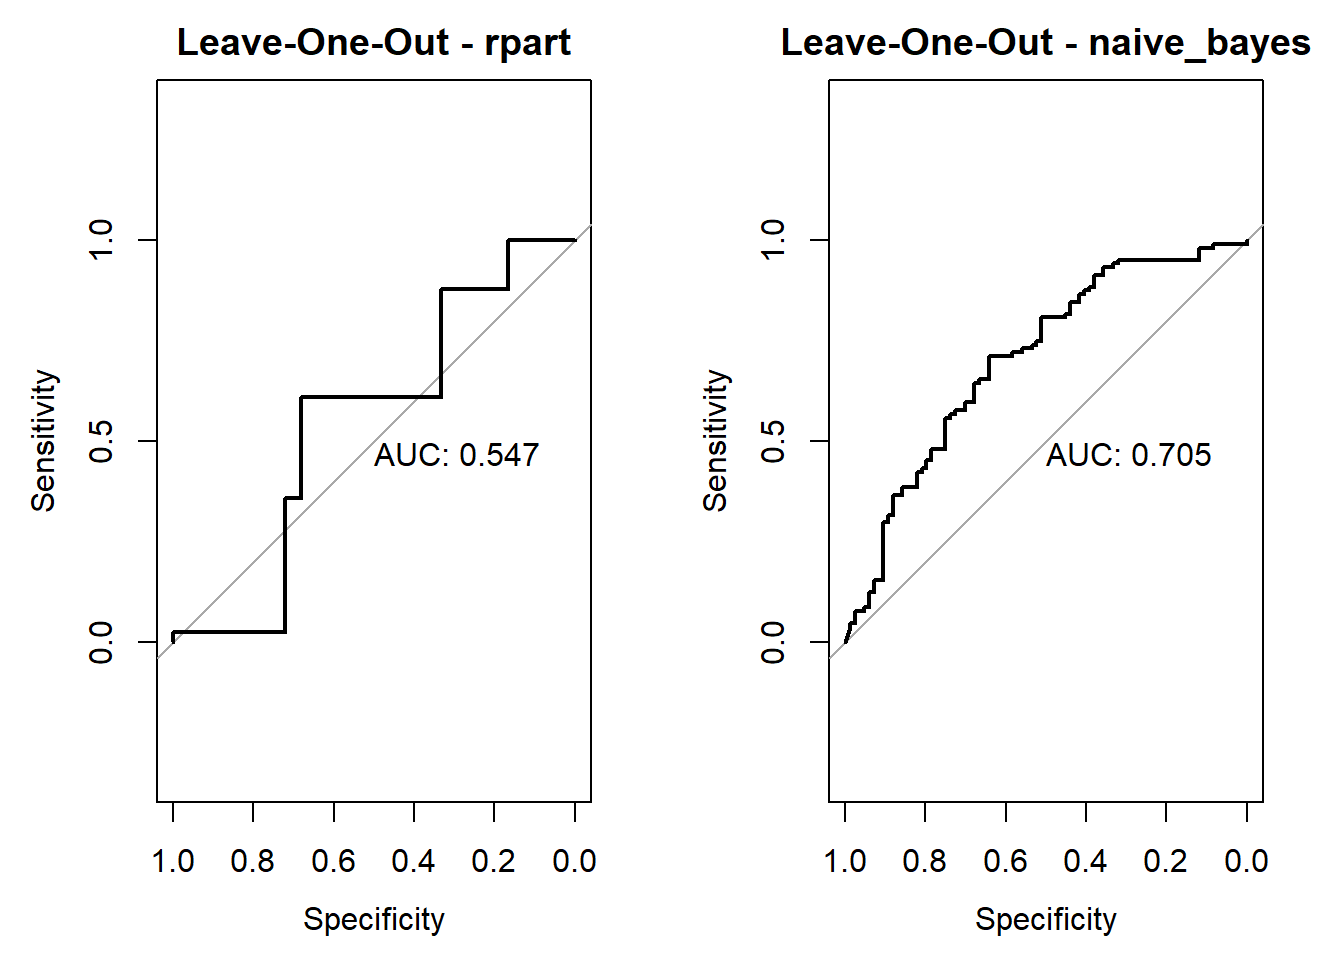 Leave-One-Out - rpart
Sensitivity
1.0
0.5
0.0
AUC: 0.547
1.0 0.8 0.6 0.4 0.2 0.0
Specificity
Leave-One-Out - naive_bayes
Sensitivity
1.0
0.5
0.0
AUC: 0.705
1.0 0.8 0.6 0.4 0.2 0.0
Specificity